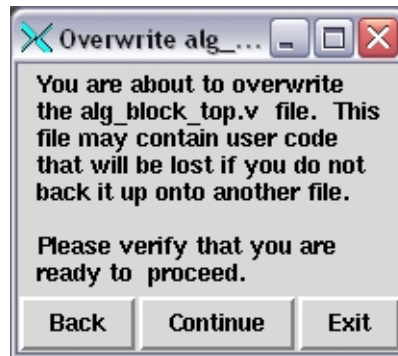 Overwrite alg_...
You are about to overwrite
the alg_block_top.v file. This
file may contain user code
that will be lost if you do not
back it up onto another file.
Please verify that you are
ready to proceed.
Back Continue Exit